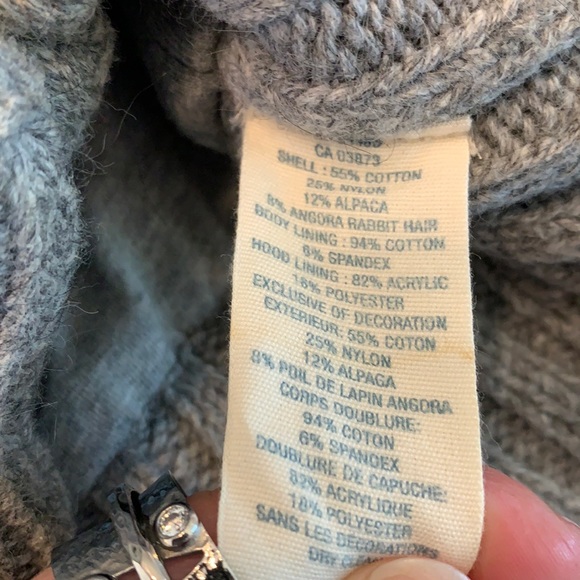 CA 03873
SHELL : 55% COTTON
25% NYLON
12% ALPACA
8% ANGORA RABBIT HAIR
BODY LINING : 94% COTTON
6% SPANDEX
HOOD LINING : 82% ACRYLIC
18% POLYESTER
EXCLUSIVE OF DECORATION
EXTERIEUR: 55% COTON
25% NYLON
12% ALPAGA
8% POIL DE LAPIN ANGORA
CORPS DOUBLURE:
94% COTON
6% SPANDEX
DOUBLURE DE CAPUCHE:
82% ACRYLIQUE
18% POLYESTER
SANS LES DECORATIONS
DRY